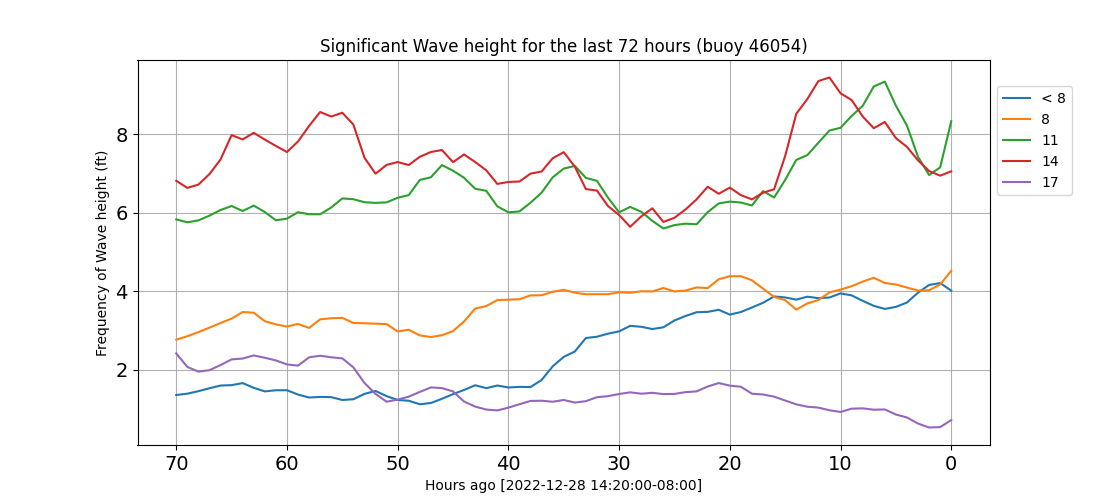 Significant Wave height for the last 72 hours (buoy 46054)
Frequency of Wave height (ft)
8
6
4
2
70 60 50 40 30 20 10 0
Hours ago [2022-12-28 14:20:00-08:00]
< 8
8
11
14
17